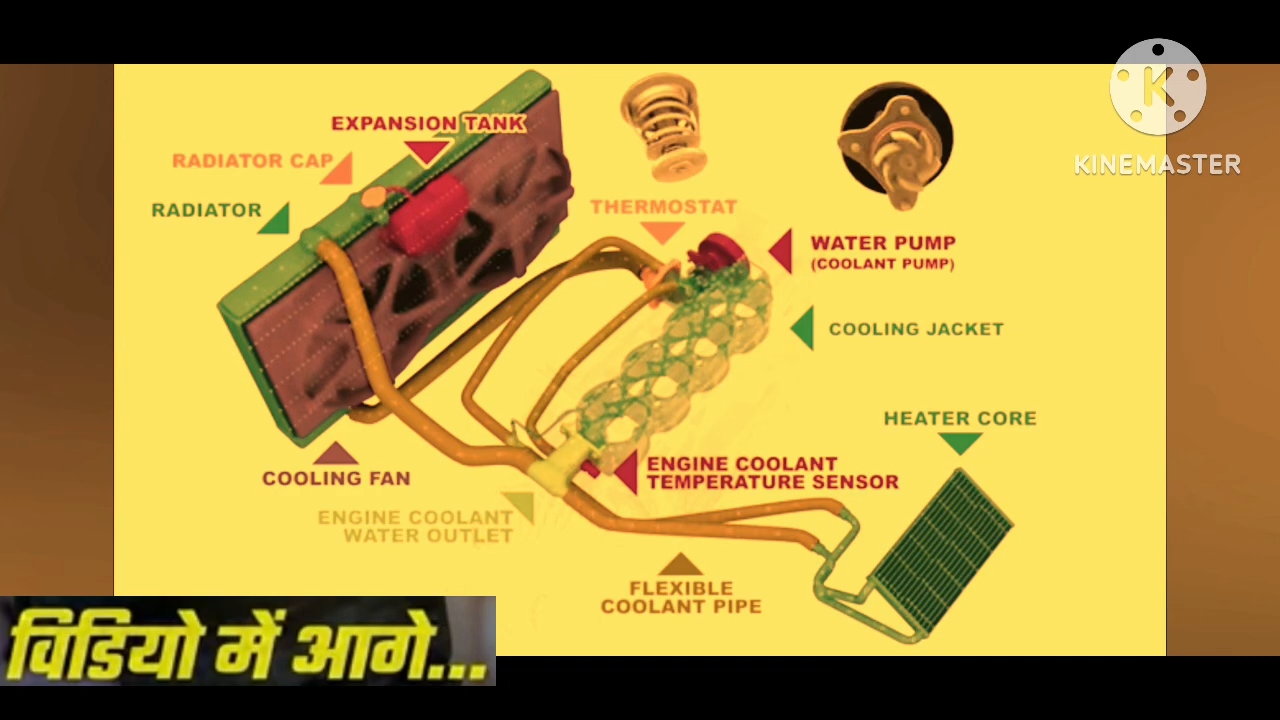 KINEMASTER
EXPANSION TANK
RADIATOR CAP
RADIATOR
THERMOSTAT
WATER PUMP
(COOLANT PUMP)
COOLING JACKET
HEATER CORE
ENGINE COOLANT
TEMPERATURE SENSOR
COOLING FAN
ENGINE COOLANT
WATER OUTLET
FLEXIBLE
COOLANT PIPE
विडियो में आगे...